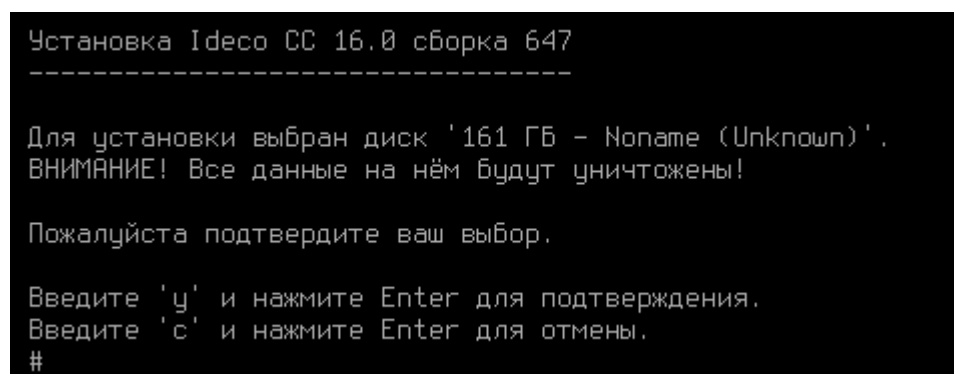 Установка Ideco CC 16.0 сборка 647
----------------------------------
Для установки выбран диск '161 ГБ - Noname (Unknown)'.
ВНИМАНИЕ! Все данные на нём будут уничтожены!
Пожалуйста подтвердите ваш выбор.
Введите 'y' и нажмите Enter для подтверждения.
Введите 'c' и нажмите Enter для отмены.
#